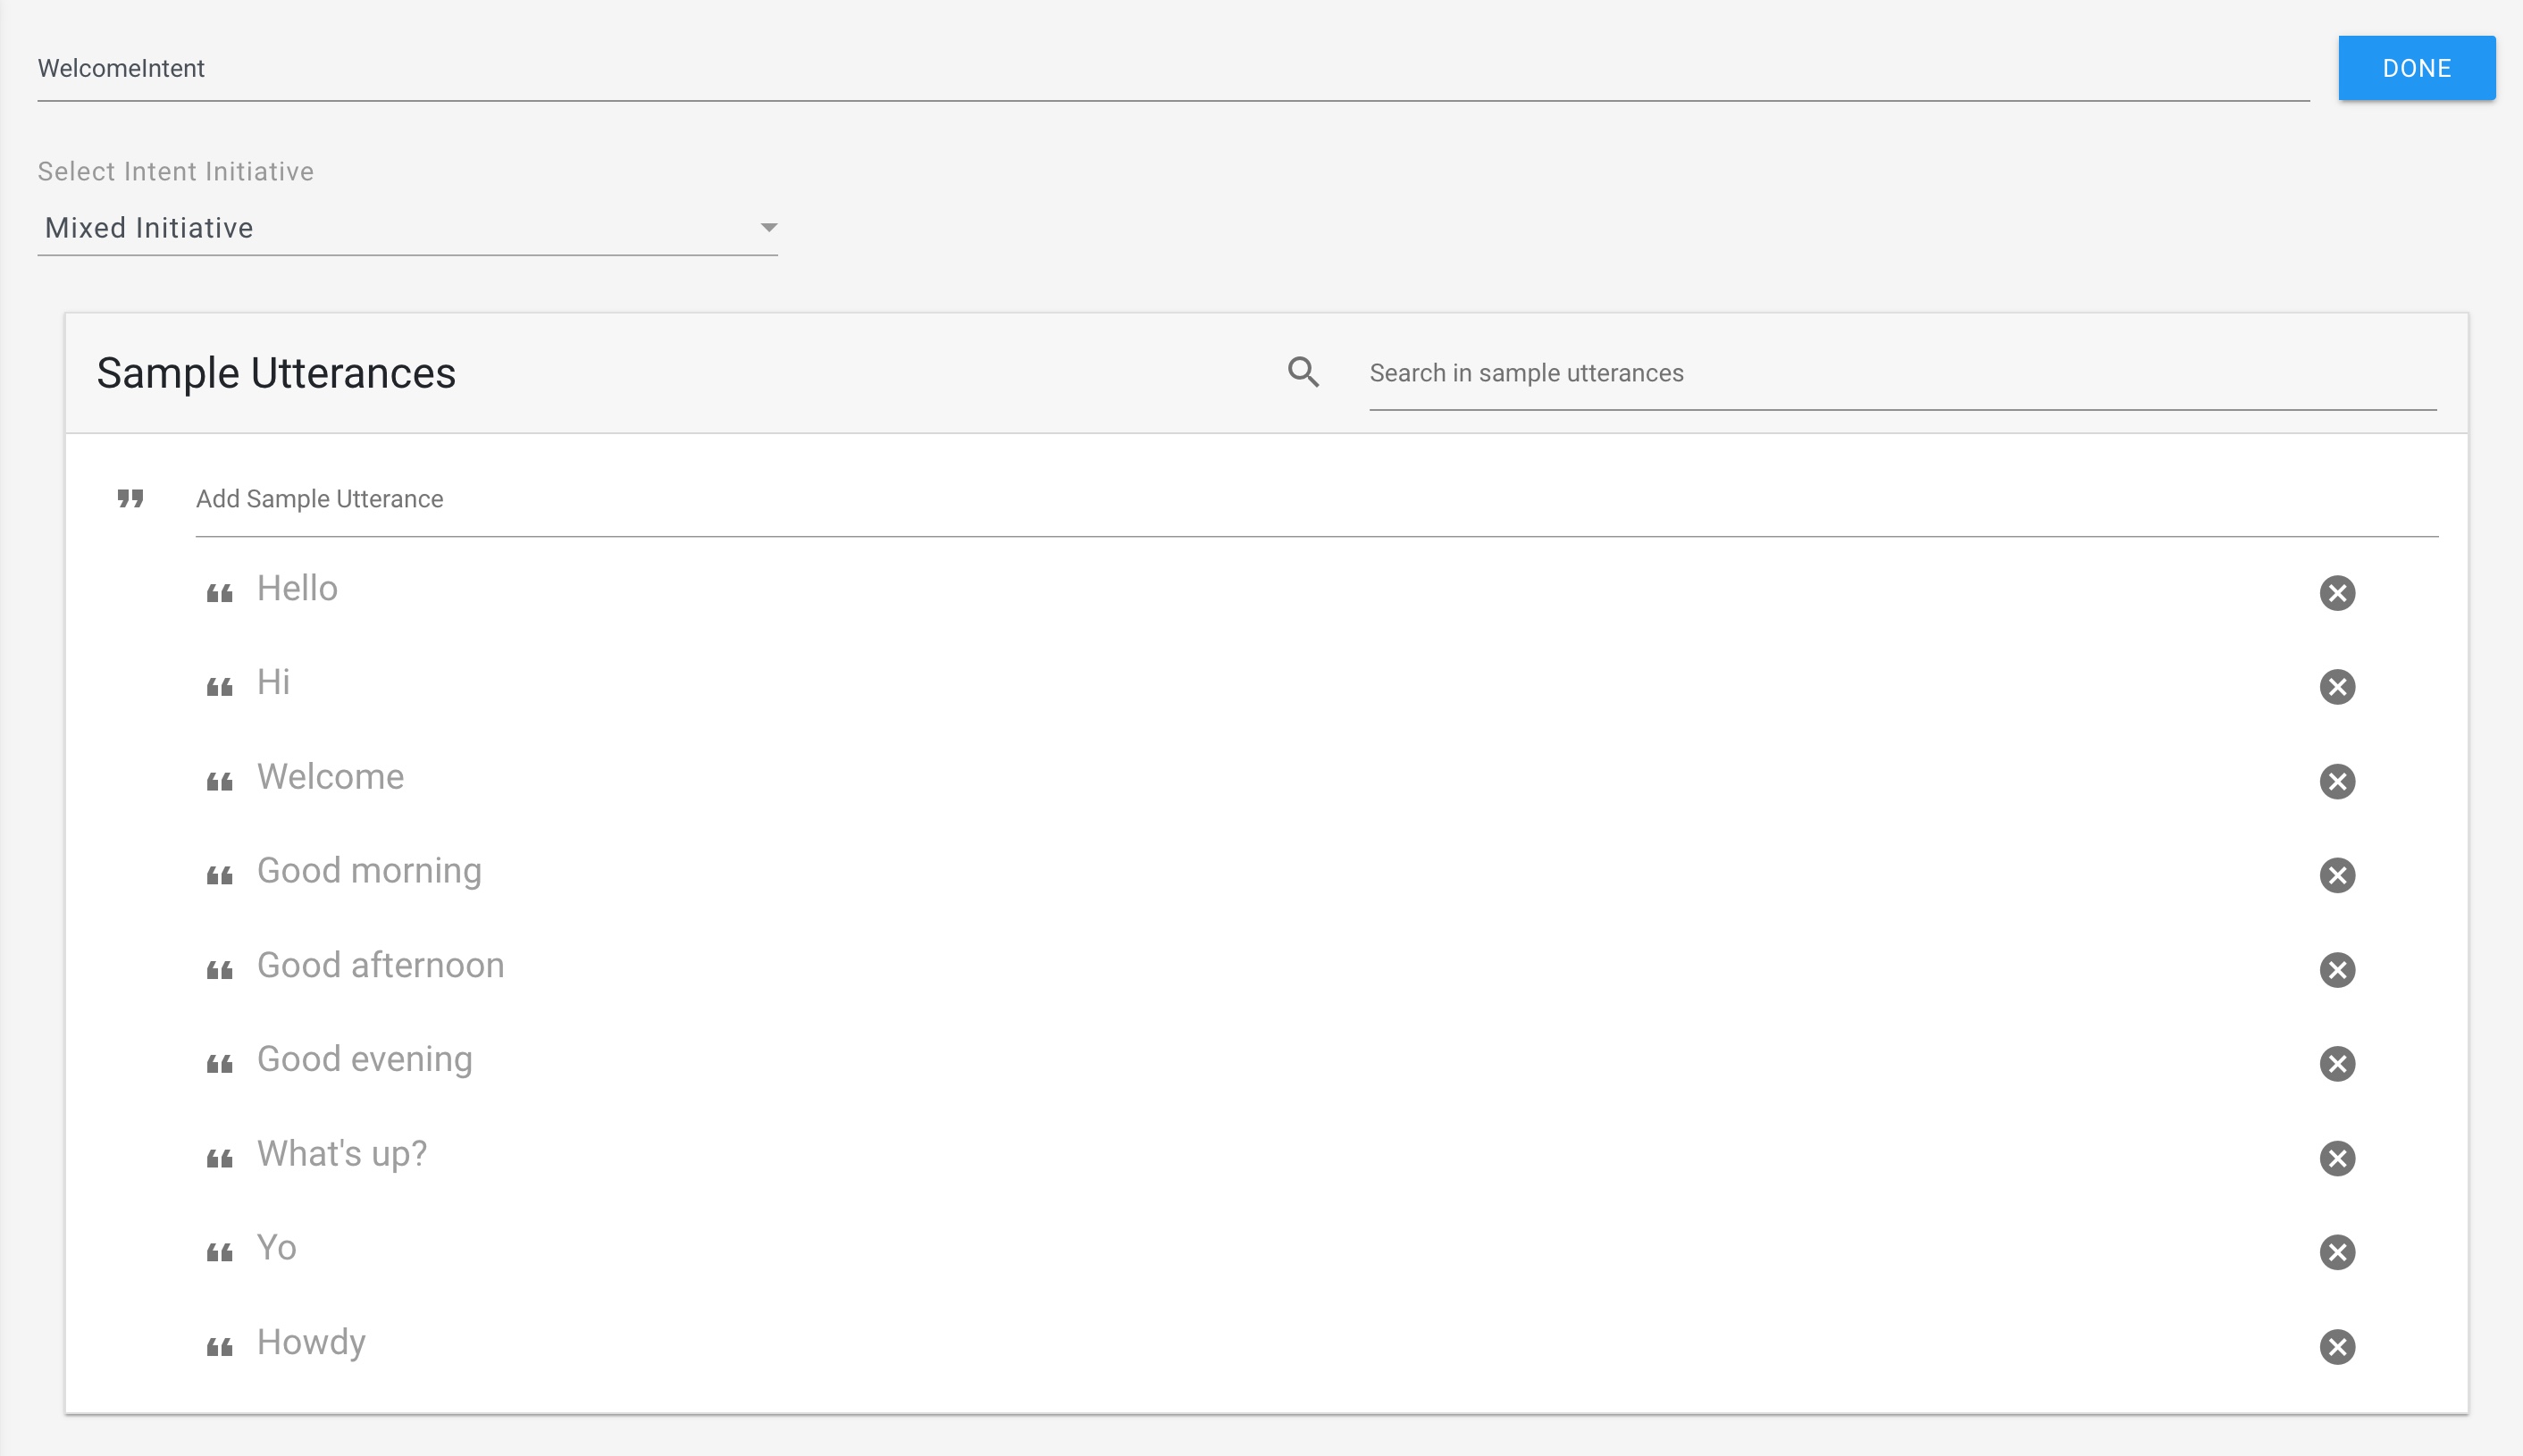 WelcomeIntent
DONE
Select Intent Initiative
Mixed Initiative
Sample Utterances
Search in sample utterances
Add Sample Utterance
Hello
Hi
Welcome
Good morning
Good afternoon
Good evening
What's up?
Yo
Howdy